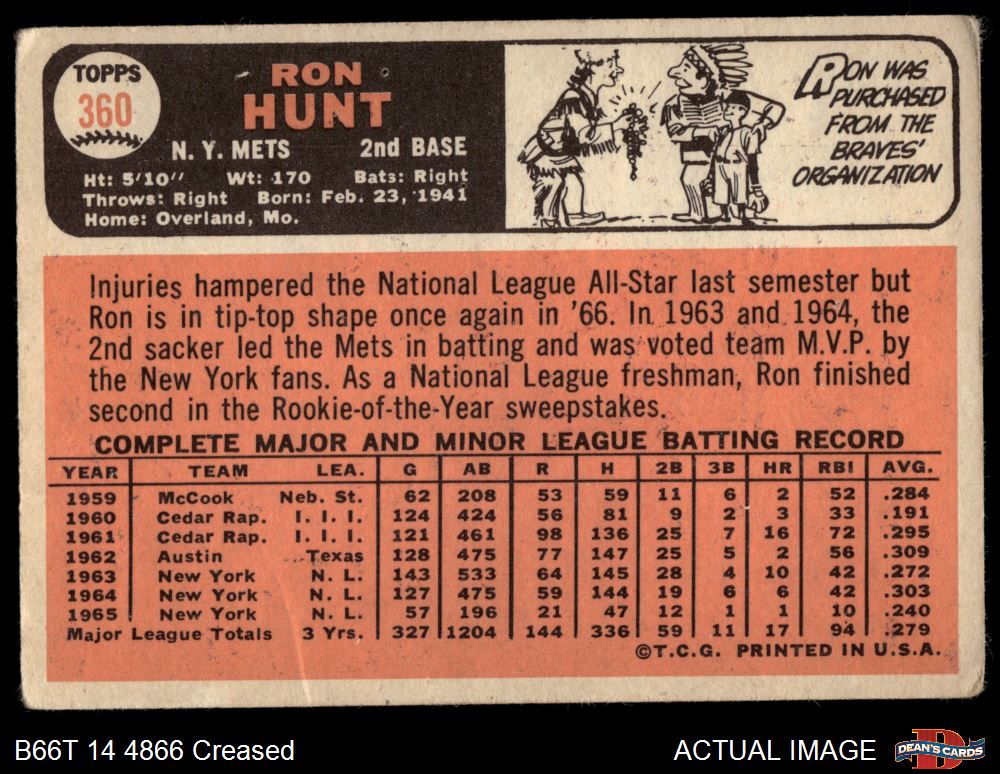 TOPPS
360
RON
HUNT
N. Y. METS 2nd BASE
Ht: 5'10" Wt: 170 Bats: Right
Throws: Right Born: Feb. 23, 1941
Home: Overland, Mo.
RON WAS
PURCHASED
FROM THE
BRAVES'
ORGANIZATION
Injuries hampered the National League All-Star last semester but
Ron is in tip-top shape once again in '66. In 1963 and 1964, the
2nd sacker led the Mets in batting and was voted team M.V.P. by
the New York fans. As a National League freshman, Ron finished
second in the Rookie-of-the-Year sweepstakes.
COMPLETE MAJOR AND MINOR LEAGUE BATTING RECORD
YEAR TEAM LEA. G AB R H 2B 3B HR RBI AVG.
1959 McCook Neb. St. 62 208 53 59 11 6 2 52 .284
1960 Cedar Rap. I. I. I. 124 424 56 81 9 2 3 33 .191
1961 Cedar Rap. I. I. I. 121 461 98 136 25 7 16 72 .295
1962 Austin Texas 128 475 77 147 25 5 2 56 .309
1963 New York N. L. 143 533 64 145 28 4 10 42 .272
1964 New York N. L. 127 475 59 144 19 6 6 42 .303
1965 New York N. L. 57 196 21 47 12 1 1 10 .240
Major League Totals 3 Yrs. 327 1204 144 336 59 11 17 94 .279
©T.C.G. PRINTED IN U.S.A.
B66T 14 4866 Creased
ACTUAL IMAGE
D
DEAN'S CARDS